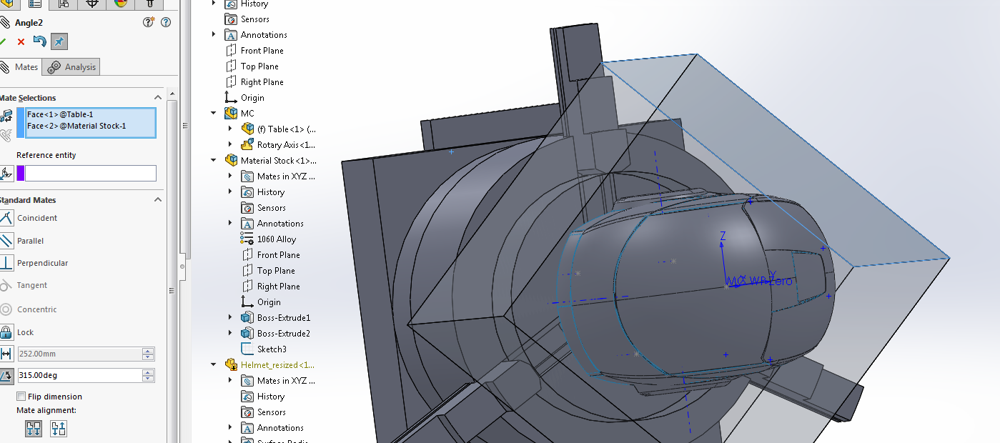 Angle2
Mates
Analysis
Mate Selections
Face<1>@Table-1
Face<2>@Material Stock-1
Reference entity
Standard Mates
Coincident
Parallel
Perpendicular
Tangent
Concentric
Lock
252.00mm
315.00deg
Flip dimension
Mate alignment:
History
Sensors
Annotations
Front Plane
Top Plane
Right Plane
Origin
MC
(f) Table<1> (...
Rotary Axis<1...
Material Stock<1>...
Mates in XYZ ...
History
Sensors
Annotations
1060 Alloy
Front Plane
Top Plane
Right Plane
Origin
Boss-Extrude1
Boss-Extrude2
Sketch3
Helmet_resized<1...
Mates in XYZ ...
History
Sensors
Annotations
Z
Y
Zero